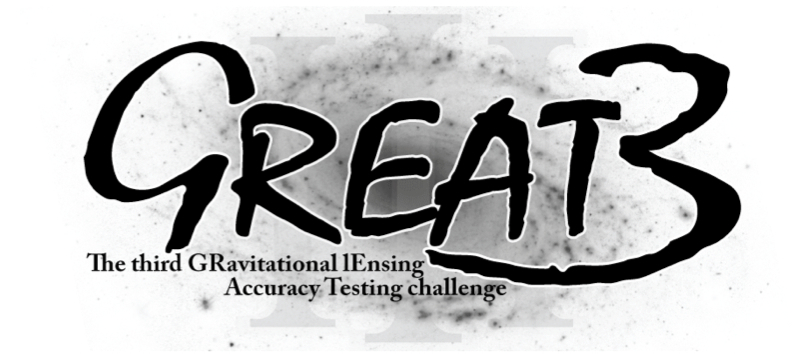 GREAT3
The third GRavitational lEnsing
Accuracy Testing challenge